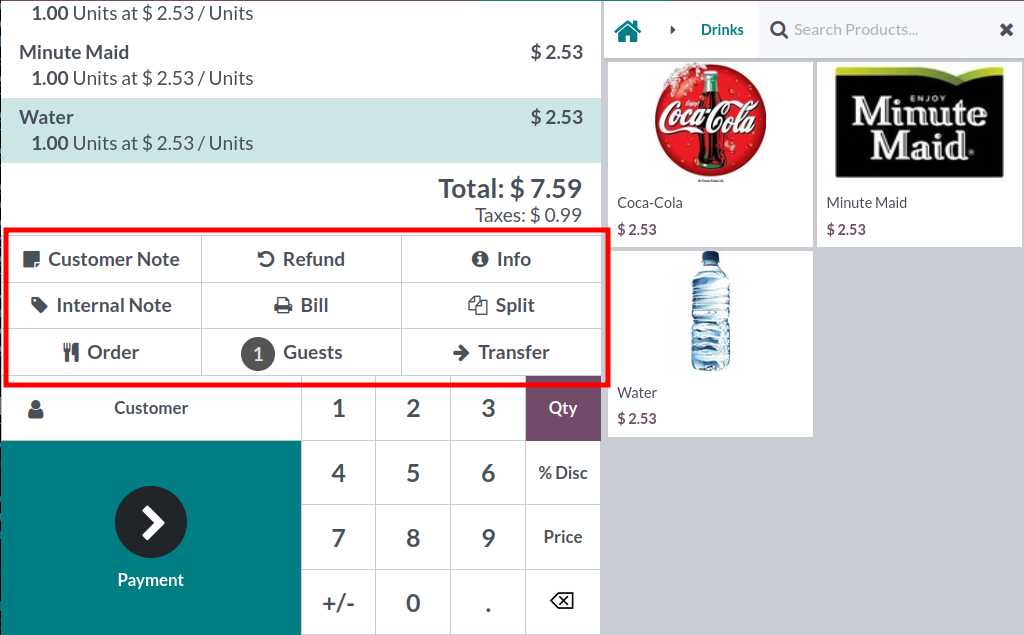 1.00 Units at $ 2.53 / Units
Minute Maid $ 2.53
1.00 Units at $ 2.53 / Units
Water $ 2.53
1.00 Units at $ 2.53 / Units
Total: $ 7.59
Taxes: $ 0.99
Customer Note Refund Info
Internal Note Bill Split
Order 1 Guests Transfer
Customer 1 2 3 Qty
4 5 6 % Disc
7 8 9 Price
Payment
+/- 0 .
Drinks Search Products...
Enjoy
Coca-Cola
ENJOY
Minute
Maid
Coca-Cola Minute Maid
$ 2.53 $ 2.53
Water
$ 2.53